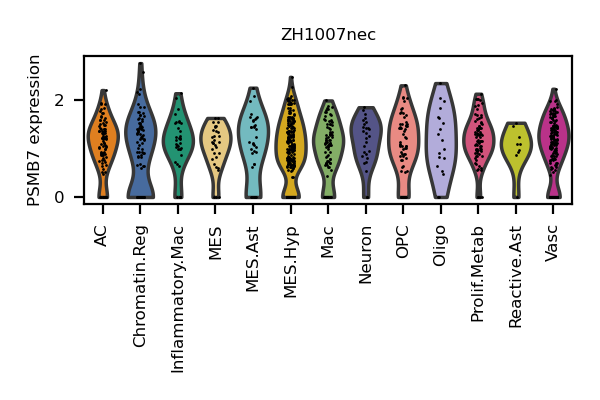 ZH1007nec
PSMB7 expression
2
0
AC
Chromatin.Reg
Inflammatory.Mac
MES
MES.Ast
MES.Hyp
Mac
Neuron
OPC
Oligo
Prolif.Metab
Reactive.Ast
Vasc